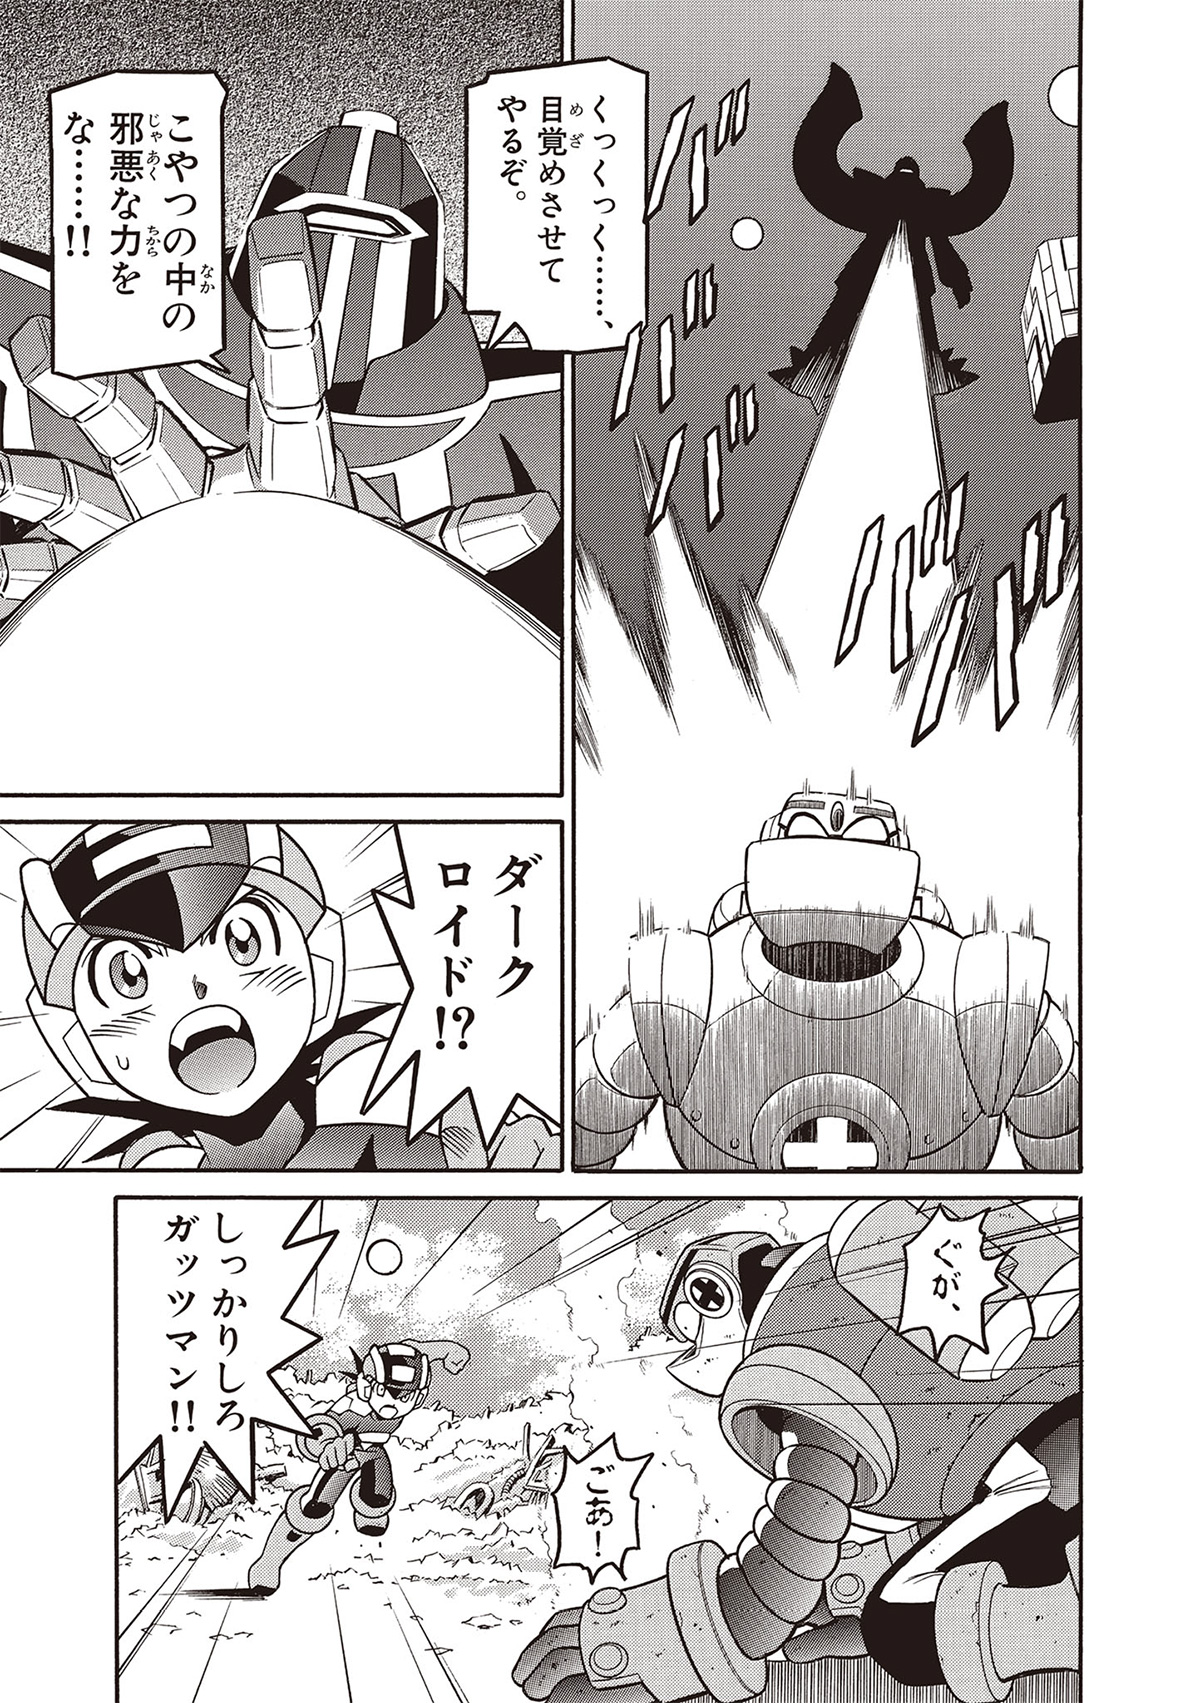 くっくっく……、
目覚めさせて
やるぞ。
こやつの中の
邪悪な力を
な……!!
ダーク
ロイド!?
ぐが、
ごあ!
しっかりしろ
ガッツマン!!